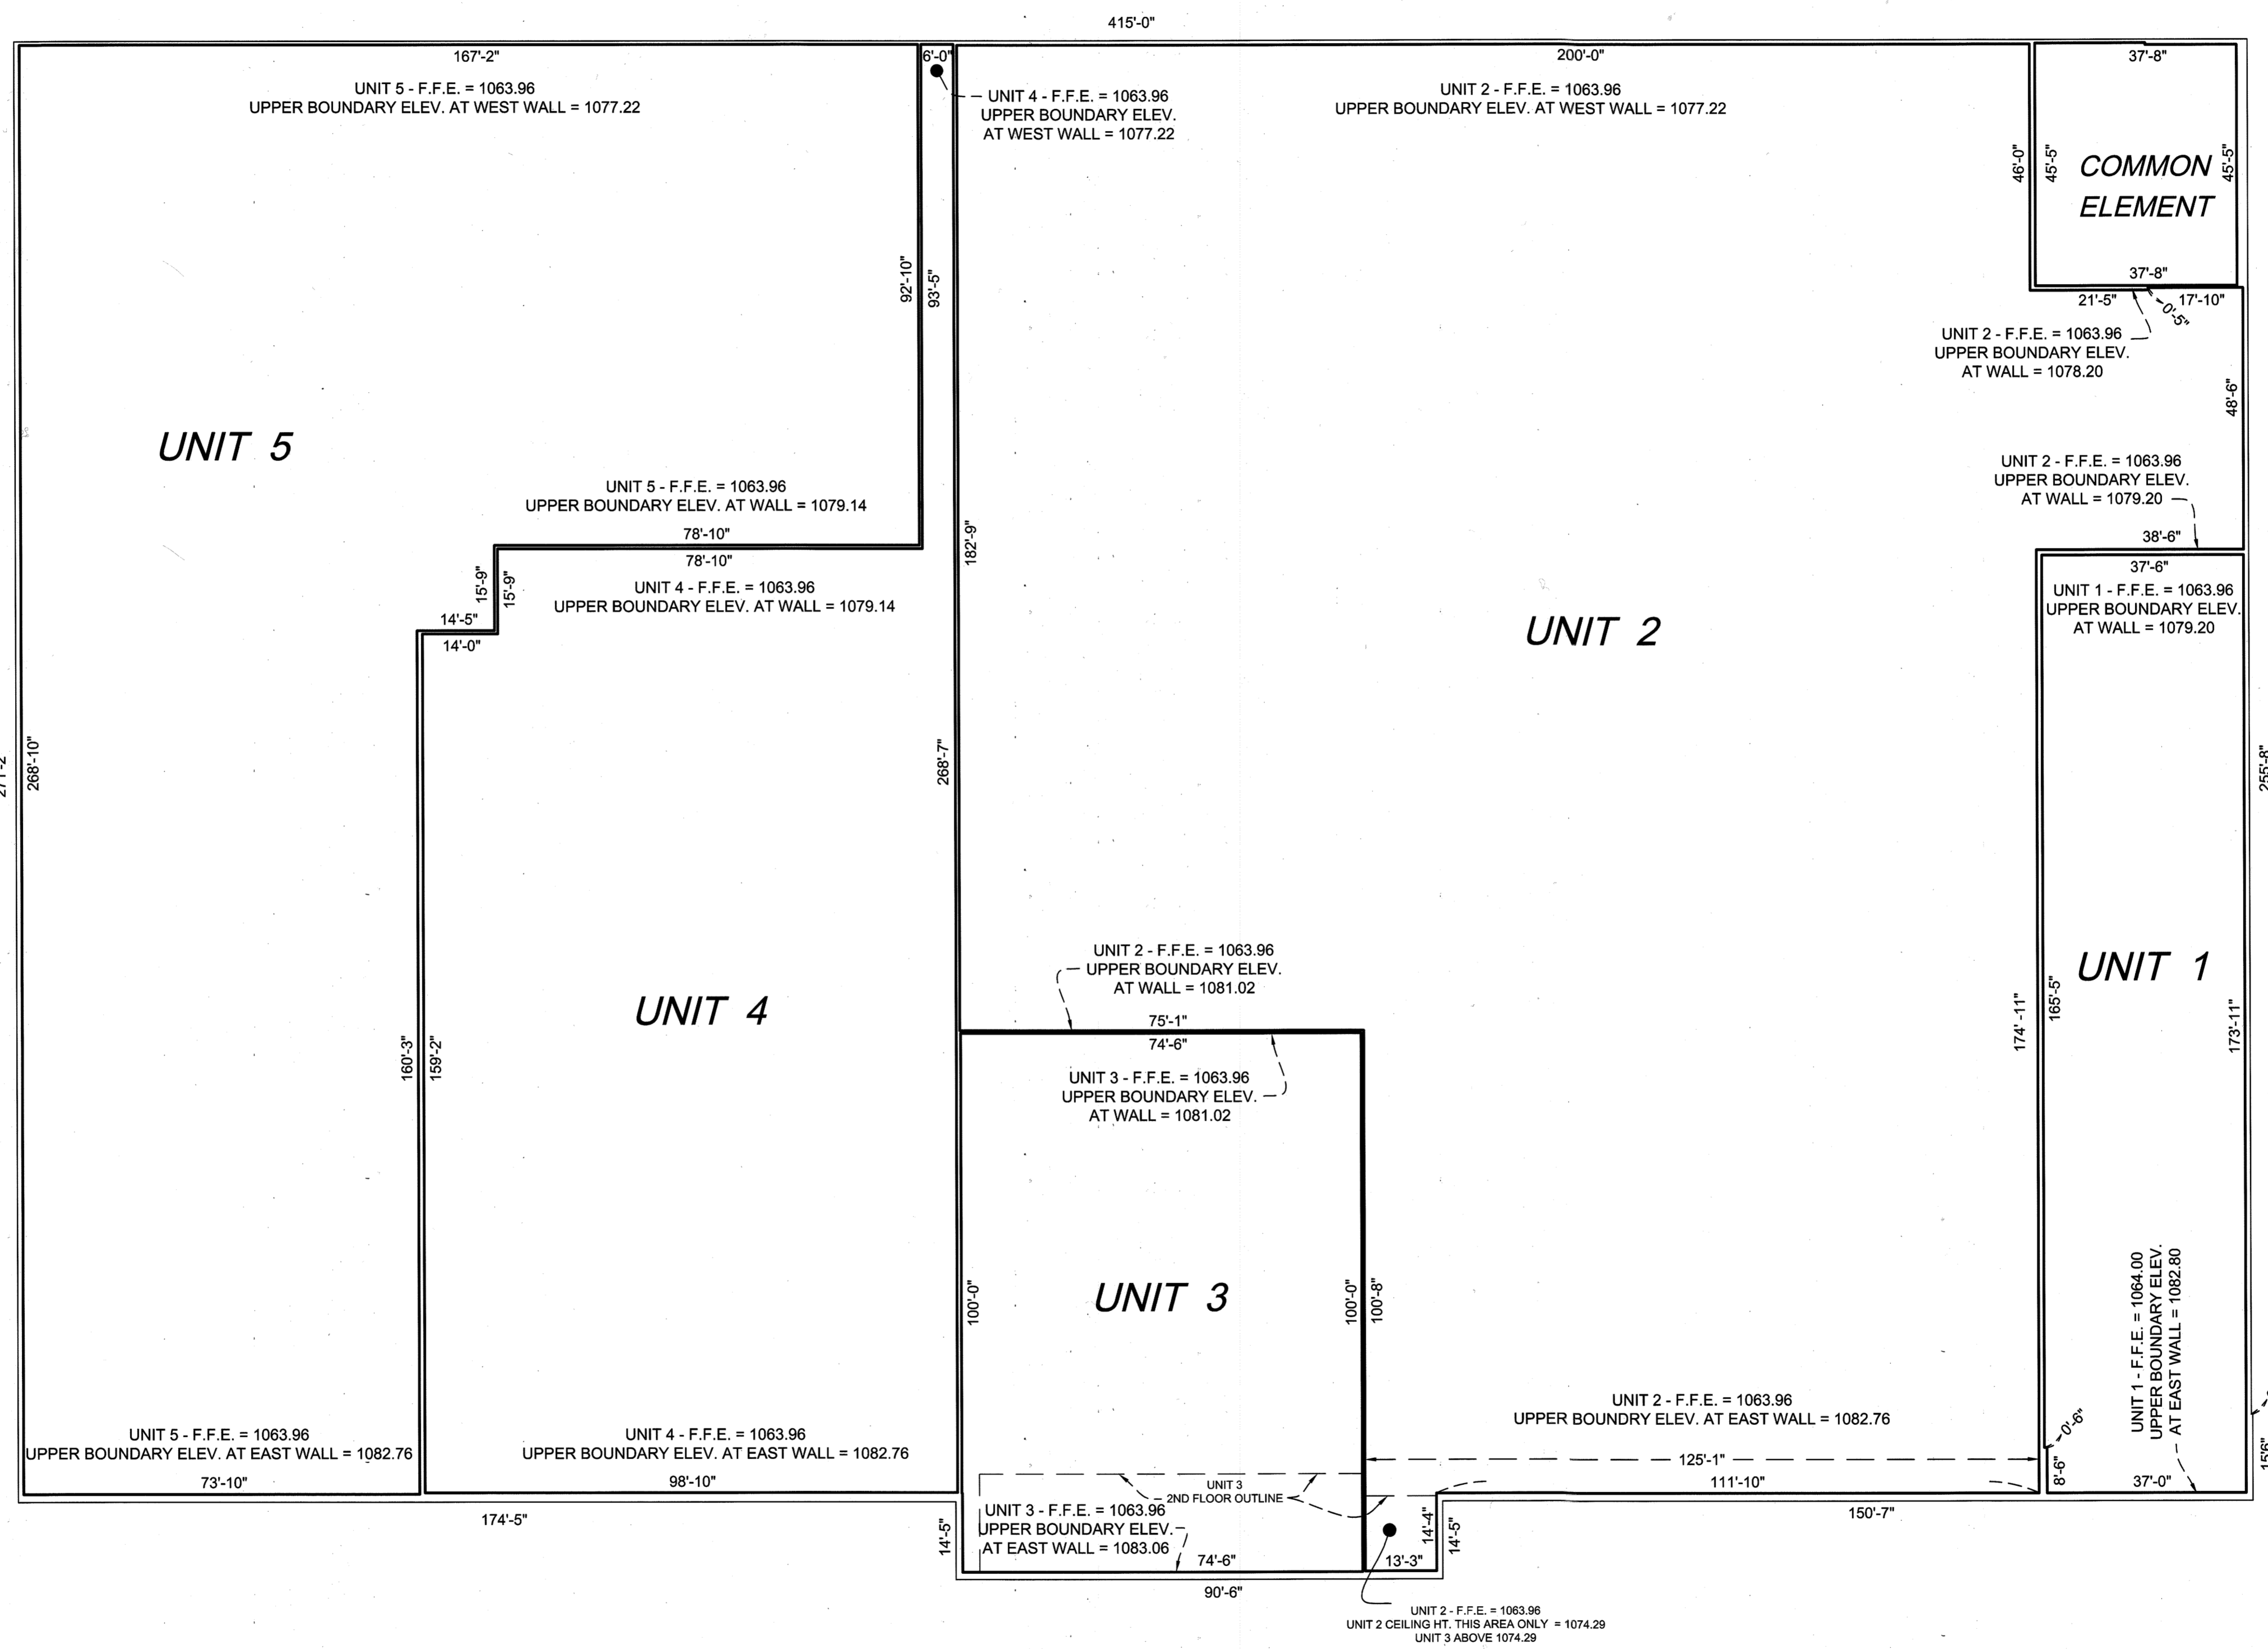 415'-0"
167'-2"
6'-0"
200'-0"
37'-8"
UNIT 5 - F.F.E. = 1063.96
UPPER BOUNDARY ELEV. AT WEST WALL = 1077.22
UNIT 4 - F.F.E. = 1063.96
UPPER BOUNDARY ELEV.
AT WEST WALL = 1077.22
UNIT 2 - F.F.E. = 1063.96
UPPER BOUNDARY ELEV. AT WEST WALL = 1077.22
46'-0"
45'-5"
COMMON
ELEMENT
45'-5"
92'-10"
93'-5"
37'-8"
21'-5"
17'-10"
0'-5"
UNIT 2 - F.F.E. = 1063.96
UPPER BOUNDARY ELEV.
AT WALL = 1078.20
48'-6"
UNIT 5
UNIT 5 - F.F.E. = 1063.96
UPPER BOUNDARY ELEV. AT WALL = 1079.14
78'-10"
78'-10"
UNIT 2 - F.F.E. = 1063.96
UPPER BOUNDARY ELEV.
AT WALL = 1079.20
38'-6"
37'-6"
182'-9"
15'-9"
15'-9"
UNIT 4 - F.F.E. = 1063.96
UPPER BOUNDARY ELEV. AT WALL = 1079.14
UNIT 1 - F.F.E. = 1063.96
UPPER BOUNDARY ELEV.
AT WALL = 1079.20
14'-5"
14'-0"
UNIT 2
268'-10"
268'-7"
255'-8"
UNIT 2 - F.F.E. = 1063.96
UPPER BOUNDARY ELEV.
AT WALL = 1081.02
UNIT 1
UNIT 4
75'-1"
74'-6"
160'-3"
159'-2"
174'-11"
165'-5"
173'-11"
UNIT 3 - F.F.E. = 1063.96
UPPER BOUNDARY ELEV.
AT WALL = 1081.02
UNIT 3
100'-0"
100'-0"
100'-8"
UNIT 1 - F.F.E. = 1064.00
UPPER BOUNDARY ELEV.
AT EAST WALL = 1082.80
UNIT 2 - F.F.E. = 1063.96
UPPER BOUNDRY ELEV. AT EAST WALL = 1082.76
UNIT 5 - F.F.E. = 1063.96
UPPER BOUNDARY ELEV. AT EAST WALL = 1082.76
73'-10"
UNIT 4 - F.F.E. = 1063.96
UPPER BOUNDARY ELEV. AT EAST WALL = 1082.76
98'-10"
125'-1"
111'-10"
0'-6"
8'-6"
37'-0"
15'6"
UNIT 3
2ND FLOOR OUTLINE
UNIT 3 - F.F.E. = 1063.96
UPPER BOUNDARY ELEV.
AT EAST WALL = 1083.06
174'-5"
14'-5"
74'-6"
13'-3"
14'-4"
14'-5"
150'-7"
90'-6"
UNIT 2 - F.F.E. = 1063.96
UNIT 2 CEILING HT. THIS AREA ONLY = 1074.29
UNIT 3 ABOVE 1074.29